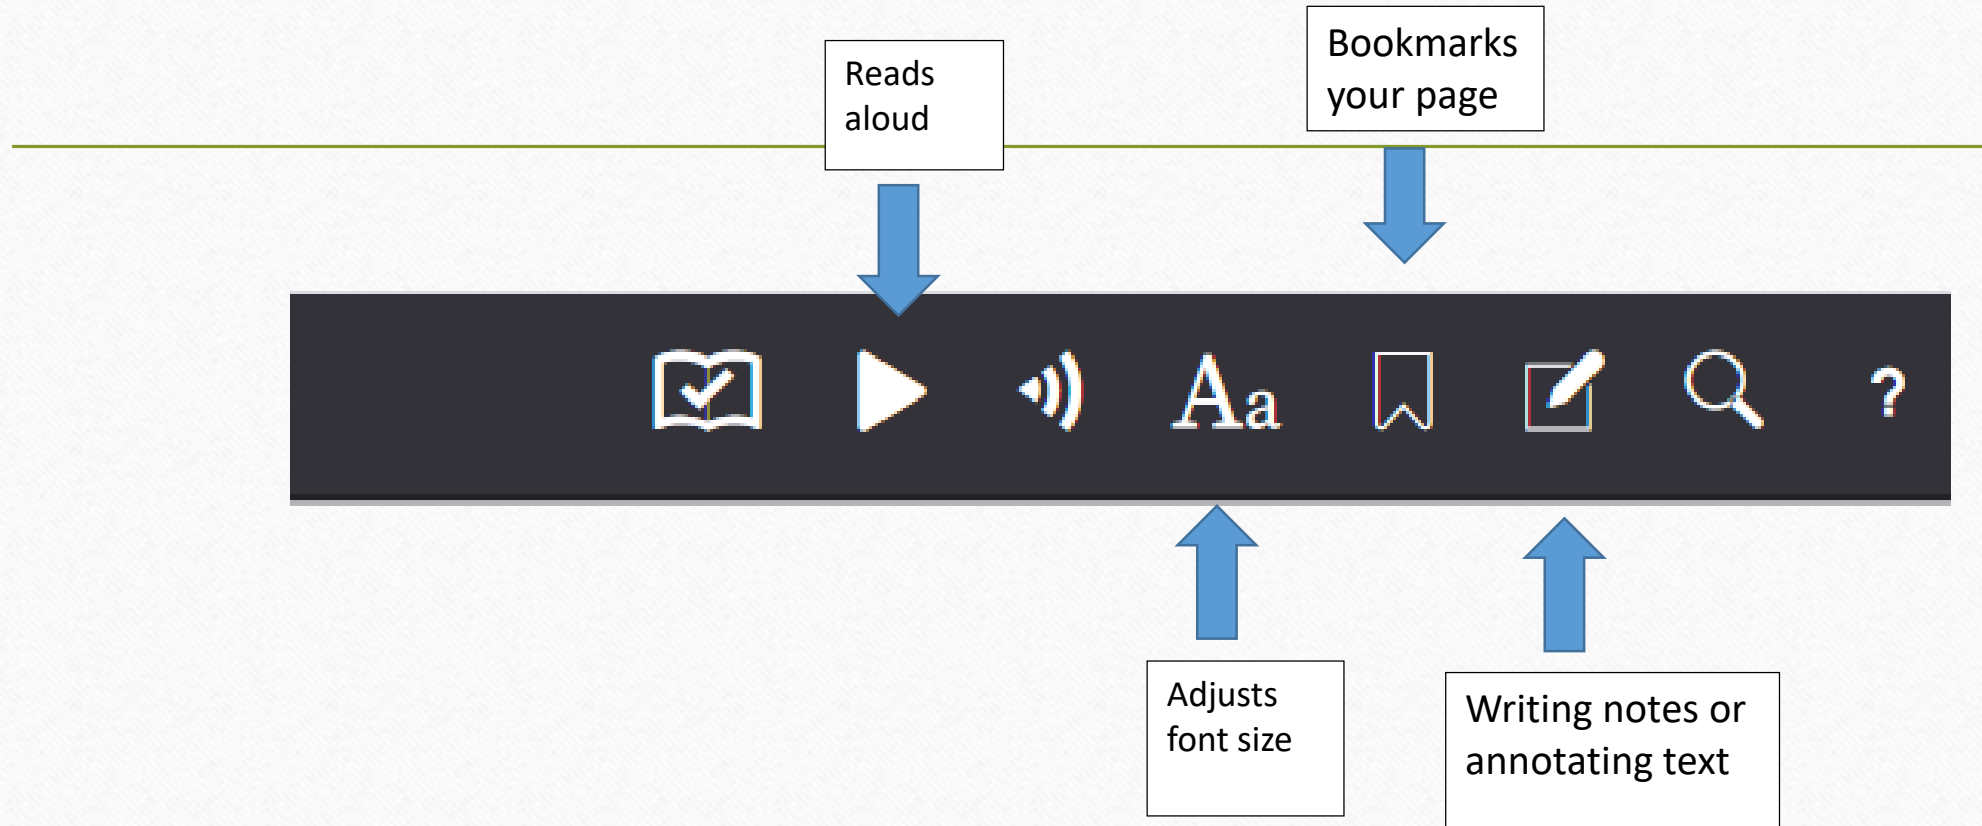 Reads
aloud
Bookmarks
your page
Aa
?
Adjusts
font size
Writing notes or
annotating text